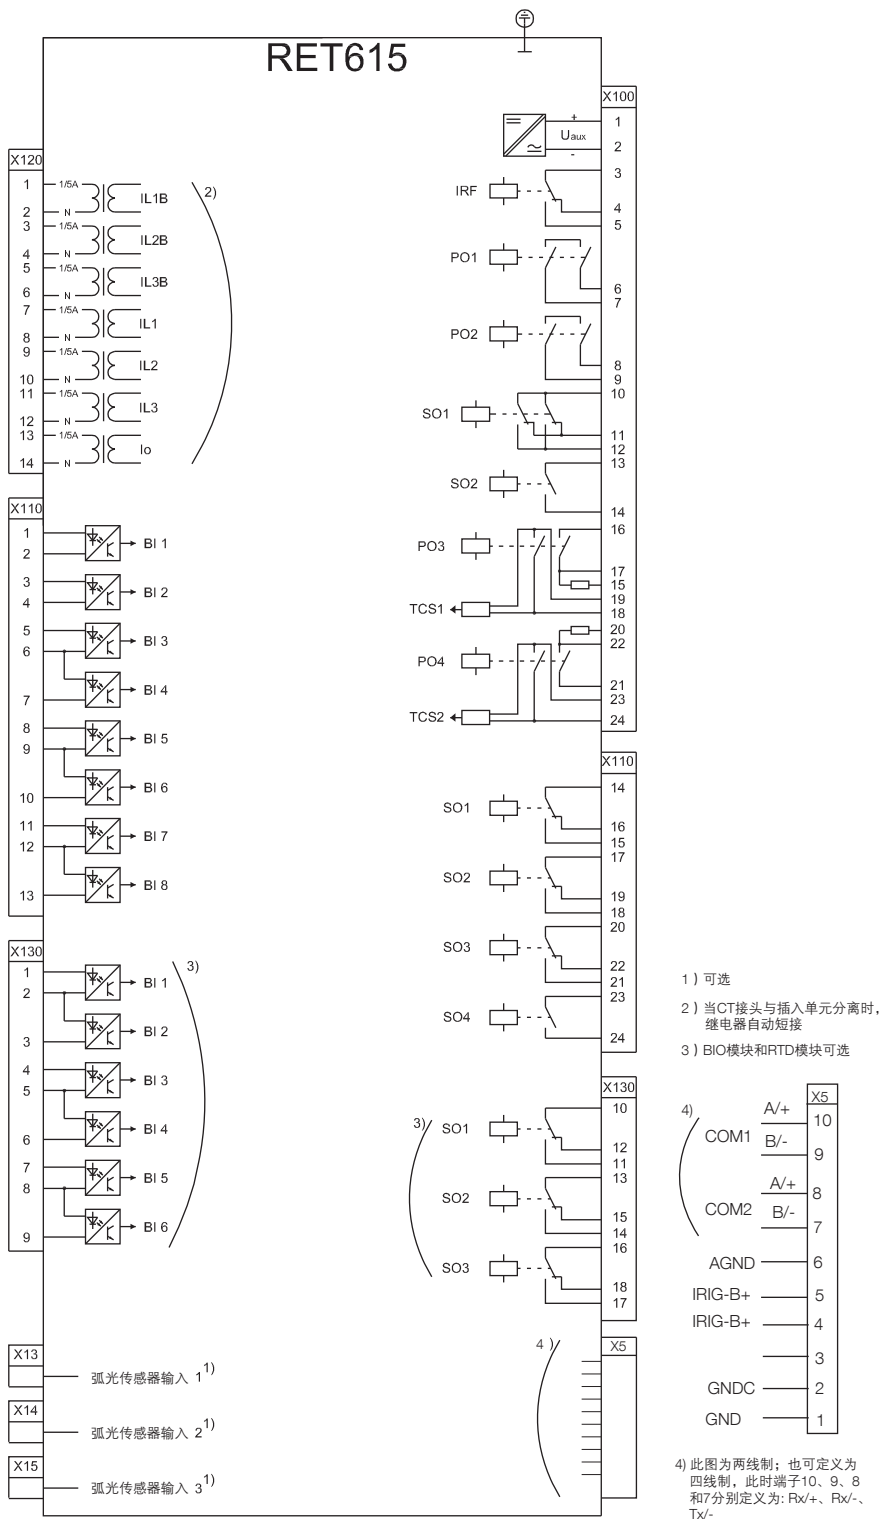 RET615
X120
1 1/5A IL1B
2 N
3 1/5A IL2B
4 N
5 1/5A IL3B
6 N
7 1/5A IL1
8 N
9 1/5A IL2
10 N
11 1/5A IL3
12 N
13 1/5A Io
14 N
2)
X110
1
2 BI 1
3
4 BI 2
5
6 BI 3
7 BI 4
8
9 BI 5
10 BI 6
11
12 BI 7
13 BI 8
X130
3)
1
2 BI 1
3 BI 2
4
5 BI 3
6 BI 4
7
8 BI 5
9 BI 6
X13
弧光传感器输入 1 1)
X14
弧光传感器输入 2 1)
X15
弧光传感器输入 3 1)
X100
+ 1
Uaux
- 2
IRF 3
4
5
PO1
6
7
PO2
8
9
SO1 10
11
12
SO2 13
14
PO3 16
17
15
19
TCS1 18
20
22
PO4
21
23
TCS2 24
X110
SO1 14
16
15
SO2 17
19
18
SO3 20
22
21
SO4 23
24
X130
3)
SO1 10
12
11
SO2 13
15
14
SO3 16
18
17
4 )
X5
1 ) 可选
2 ) 当CT接头与插入单元分离时，
继电器自动短接
3 ) BIO模块和RTD模块可选
X5
4)
COM1 A/+ 10
B/- 9
COM2 A/+ 8
B/- 7
AGND 6
IRIG-B+ 5
IRIG-B+ 4
3
GNDC 2
GND 1
4) 此图为两线制；也可定义为
四线制，此时端子10、9、8
和7分别定义为: Rx/+、Rx/-、
Tx/-